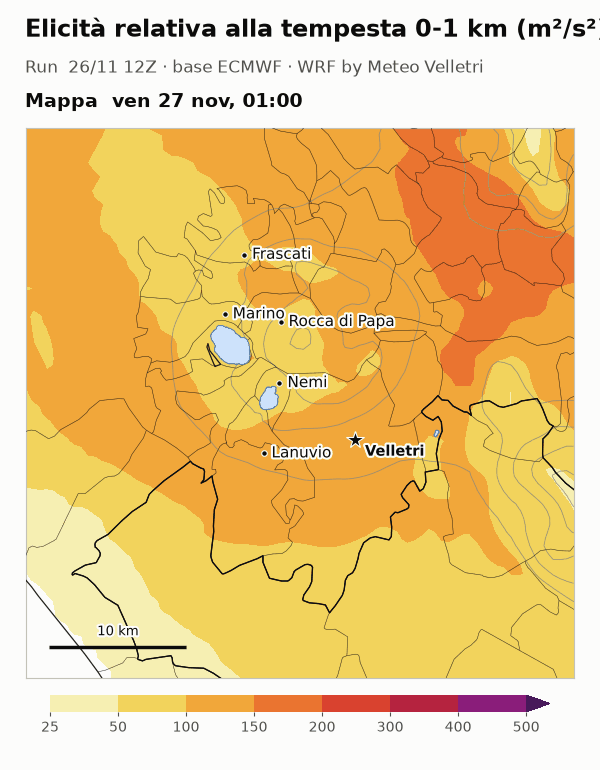 Elicità relativa alla tempesta 0-1 km (m²/s²)
Run  26/11 12Z · base ECMWF · WRF by Meteo Velletri
Mappa  ven 27 nov, 01:00
Frascati
Marino
Rocca di Papa
Nemi
Velletri
Lanuvio
10 km
25 50 100 150 200 300 400 500